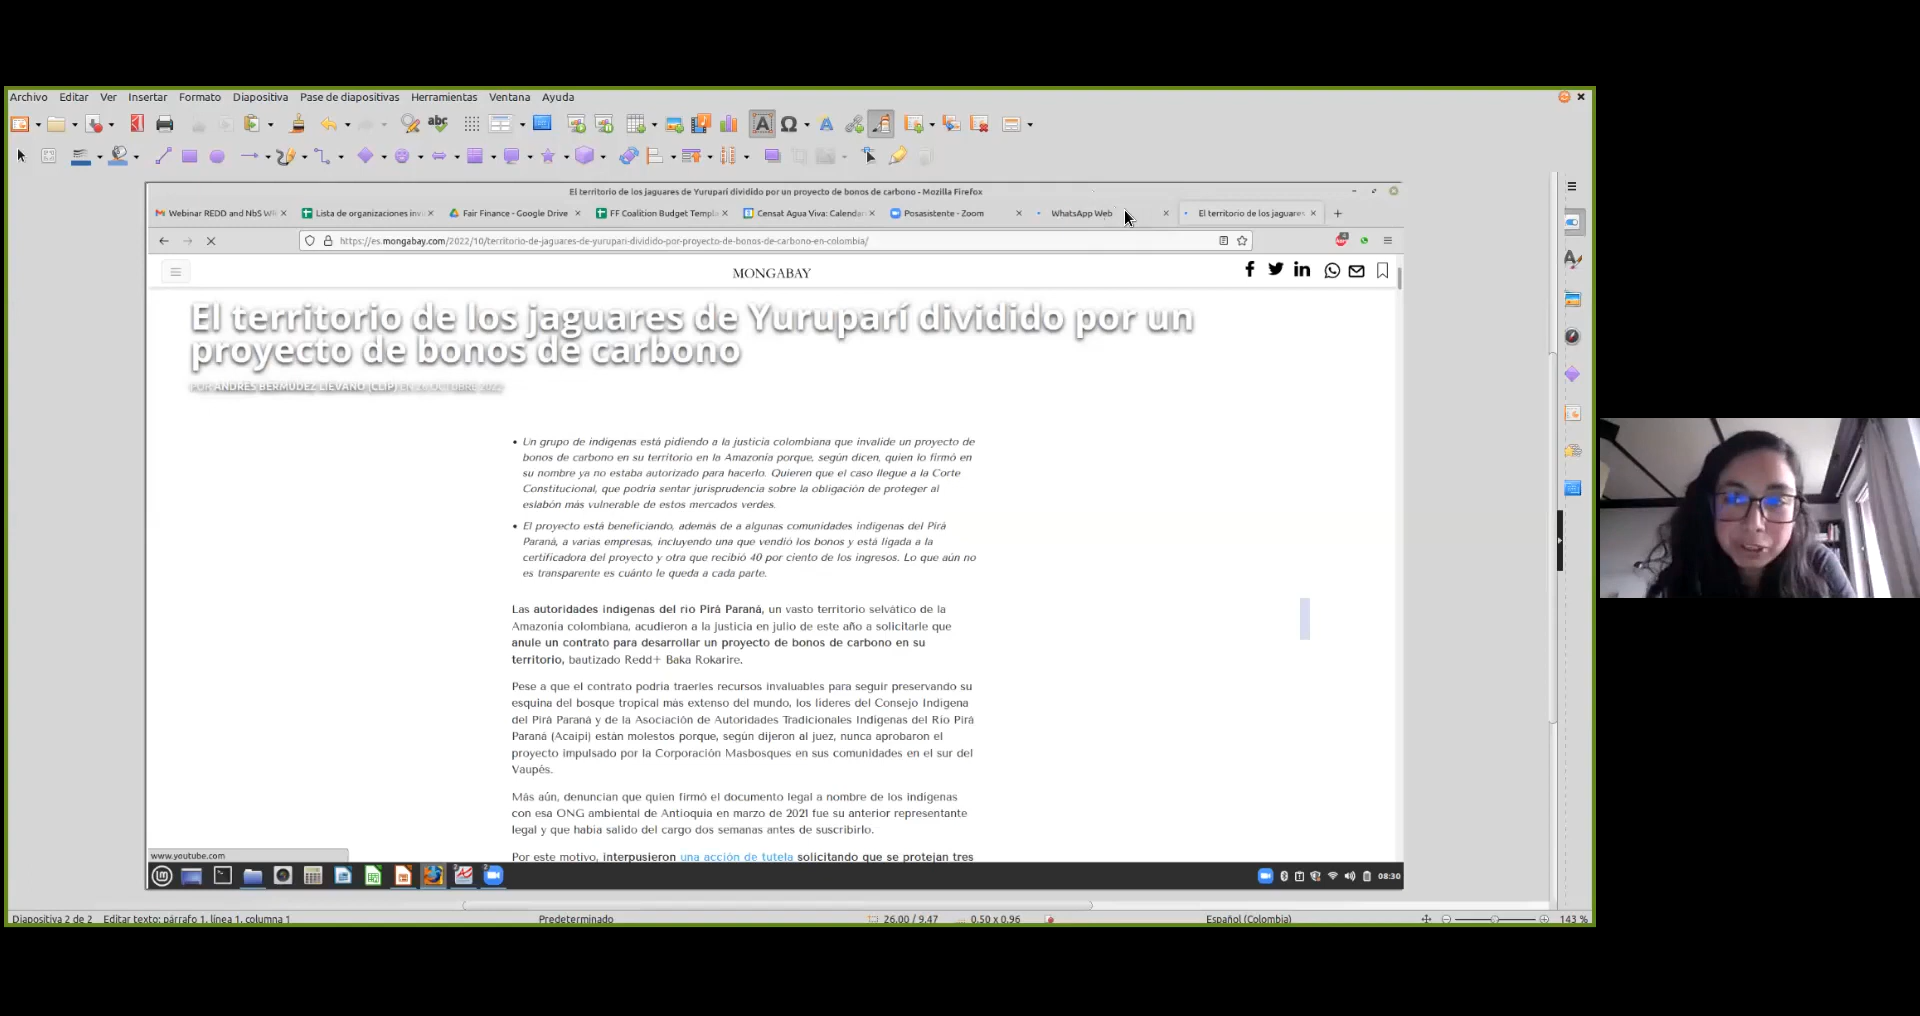 Archivo Editar Ver Insertar Formato Diapositiva Pase de diapositivas Herramientas Ventana Ayuda
El territorio de los jaguares de Yuruparí dividido por un proyecto de bonos de carbono - Mozilla Firefox
Webinar REDD and NbS Lista de organizaciones inv Fair Finance - Google Drive FF Coalition Budget Templ Censat Agua Viva: Calendar Posasistente - Zoom WhatsApp Web El territorio de los jaguares
https://es.mongabay.com/2022/10/territorio-de-jaguares-de-yurupari-dividido-por-proyecto-de-bonos-de-carbono-en-colombia/
MONGABAY
El territorio de los jaguares de Yuruparí dividido por un
proyecto de bonos de carbono
POR ANDRÉS BERMÚDEZ LIÉVANO (CLIP) EN 26 OCTUBRE 2022
• Un grupo de indígenas está pidiendo a la justicia colombiana que invalide un proyecto de
bonos de carbono en su territorio en la Amazonía porque, según dicen, quien lo firmó en
su nombre ya no estaba autorizado para hacerlo. Quieren que el caso llegue a la Corte
Constitucional, que podría sentar jurisprudencia sobre la obligación de proteger al
eslabón más vulnerable de estos mercados verdes.
• El proyecto está beneficiando, además de a algunas comunidades indígenas del Pirá
Paraná, a varias empresas, incluyendo una que vendió los bonos y está ligada a la
certificadora del proyecto y otra que recibió 40 por ciento de los ingresos. Lo que aún no
es transparente es cuánto le queda a cada parte.
Las autoridades indígenas del río Pirá Paraná, un vasto territorio selvático de la
Amazonía colombiana, acudieron a la justicia en julio de este año a solicitarle que
anule un contrato para desarrollar un proyecto de bonos de carbono en su
territorio, bautizado Redd+ Baka Rokarire.
Pese a que el contrato podría traerles recursos invaluables para seguir preservando su
esquina del bosque tropical más extenso del mundo, los líderes del Consejo Indígena
del Pirá Paraná y de la Asociación de Autoridades Tradicionales Indígenas del Río Pirá
Paraná (Acaipi) están molestos porque, según dijeron al juez, nunca aprobaron el
proyecto impulsado por la Corporación Masbosques en sus comunidades en el sur del
Vaupés.
Más aún, denuncian que quien firmó el documento legal a nombre de los indígenas
con esa ONG ambiental de Antioquia en marzo de 2021 fue su anterior representante
legal y que había salido del cargo dos semanas antes de suscribirlo.
Por este motivo, interpusieron una acción de tutela solicitando que se protejan tres
www.youtube.com
08:30
Diapositiva 2 de 2 Editar texto: párrafo 1, línea 1, columna 1 Predeterminado 26.00 / 9.47 0.50 x 0.96 Español (Colombia) 143 %